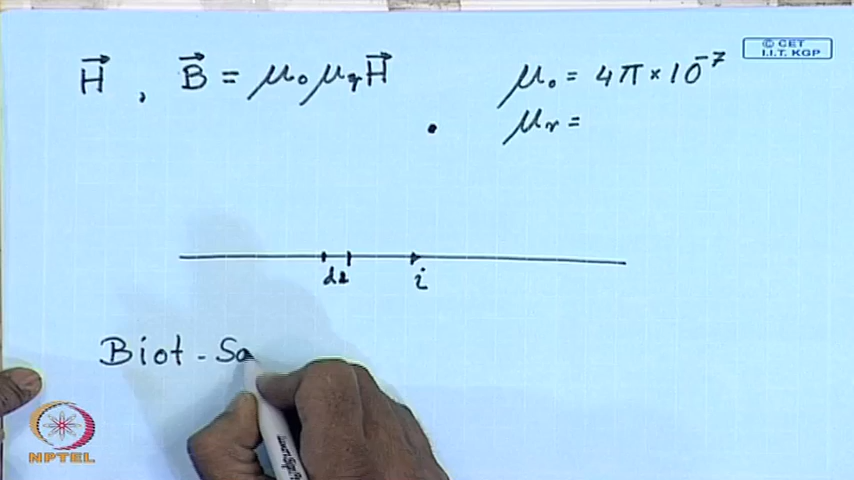 © CET
I.I.T. KGP
H⃗ , B⃗ = μ₀μᵣH⃗
μ₀ = 4π × 10⁻⁷
μᵣ =
dl
i
Biot - Sa
NPTEL